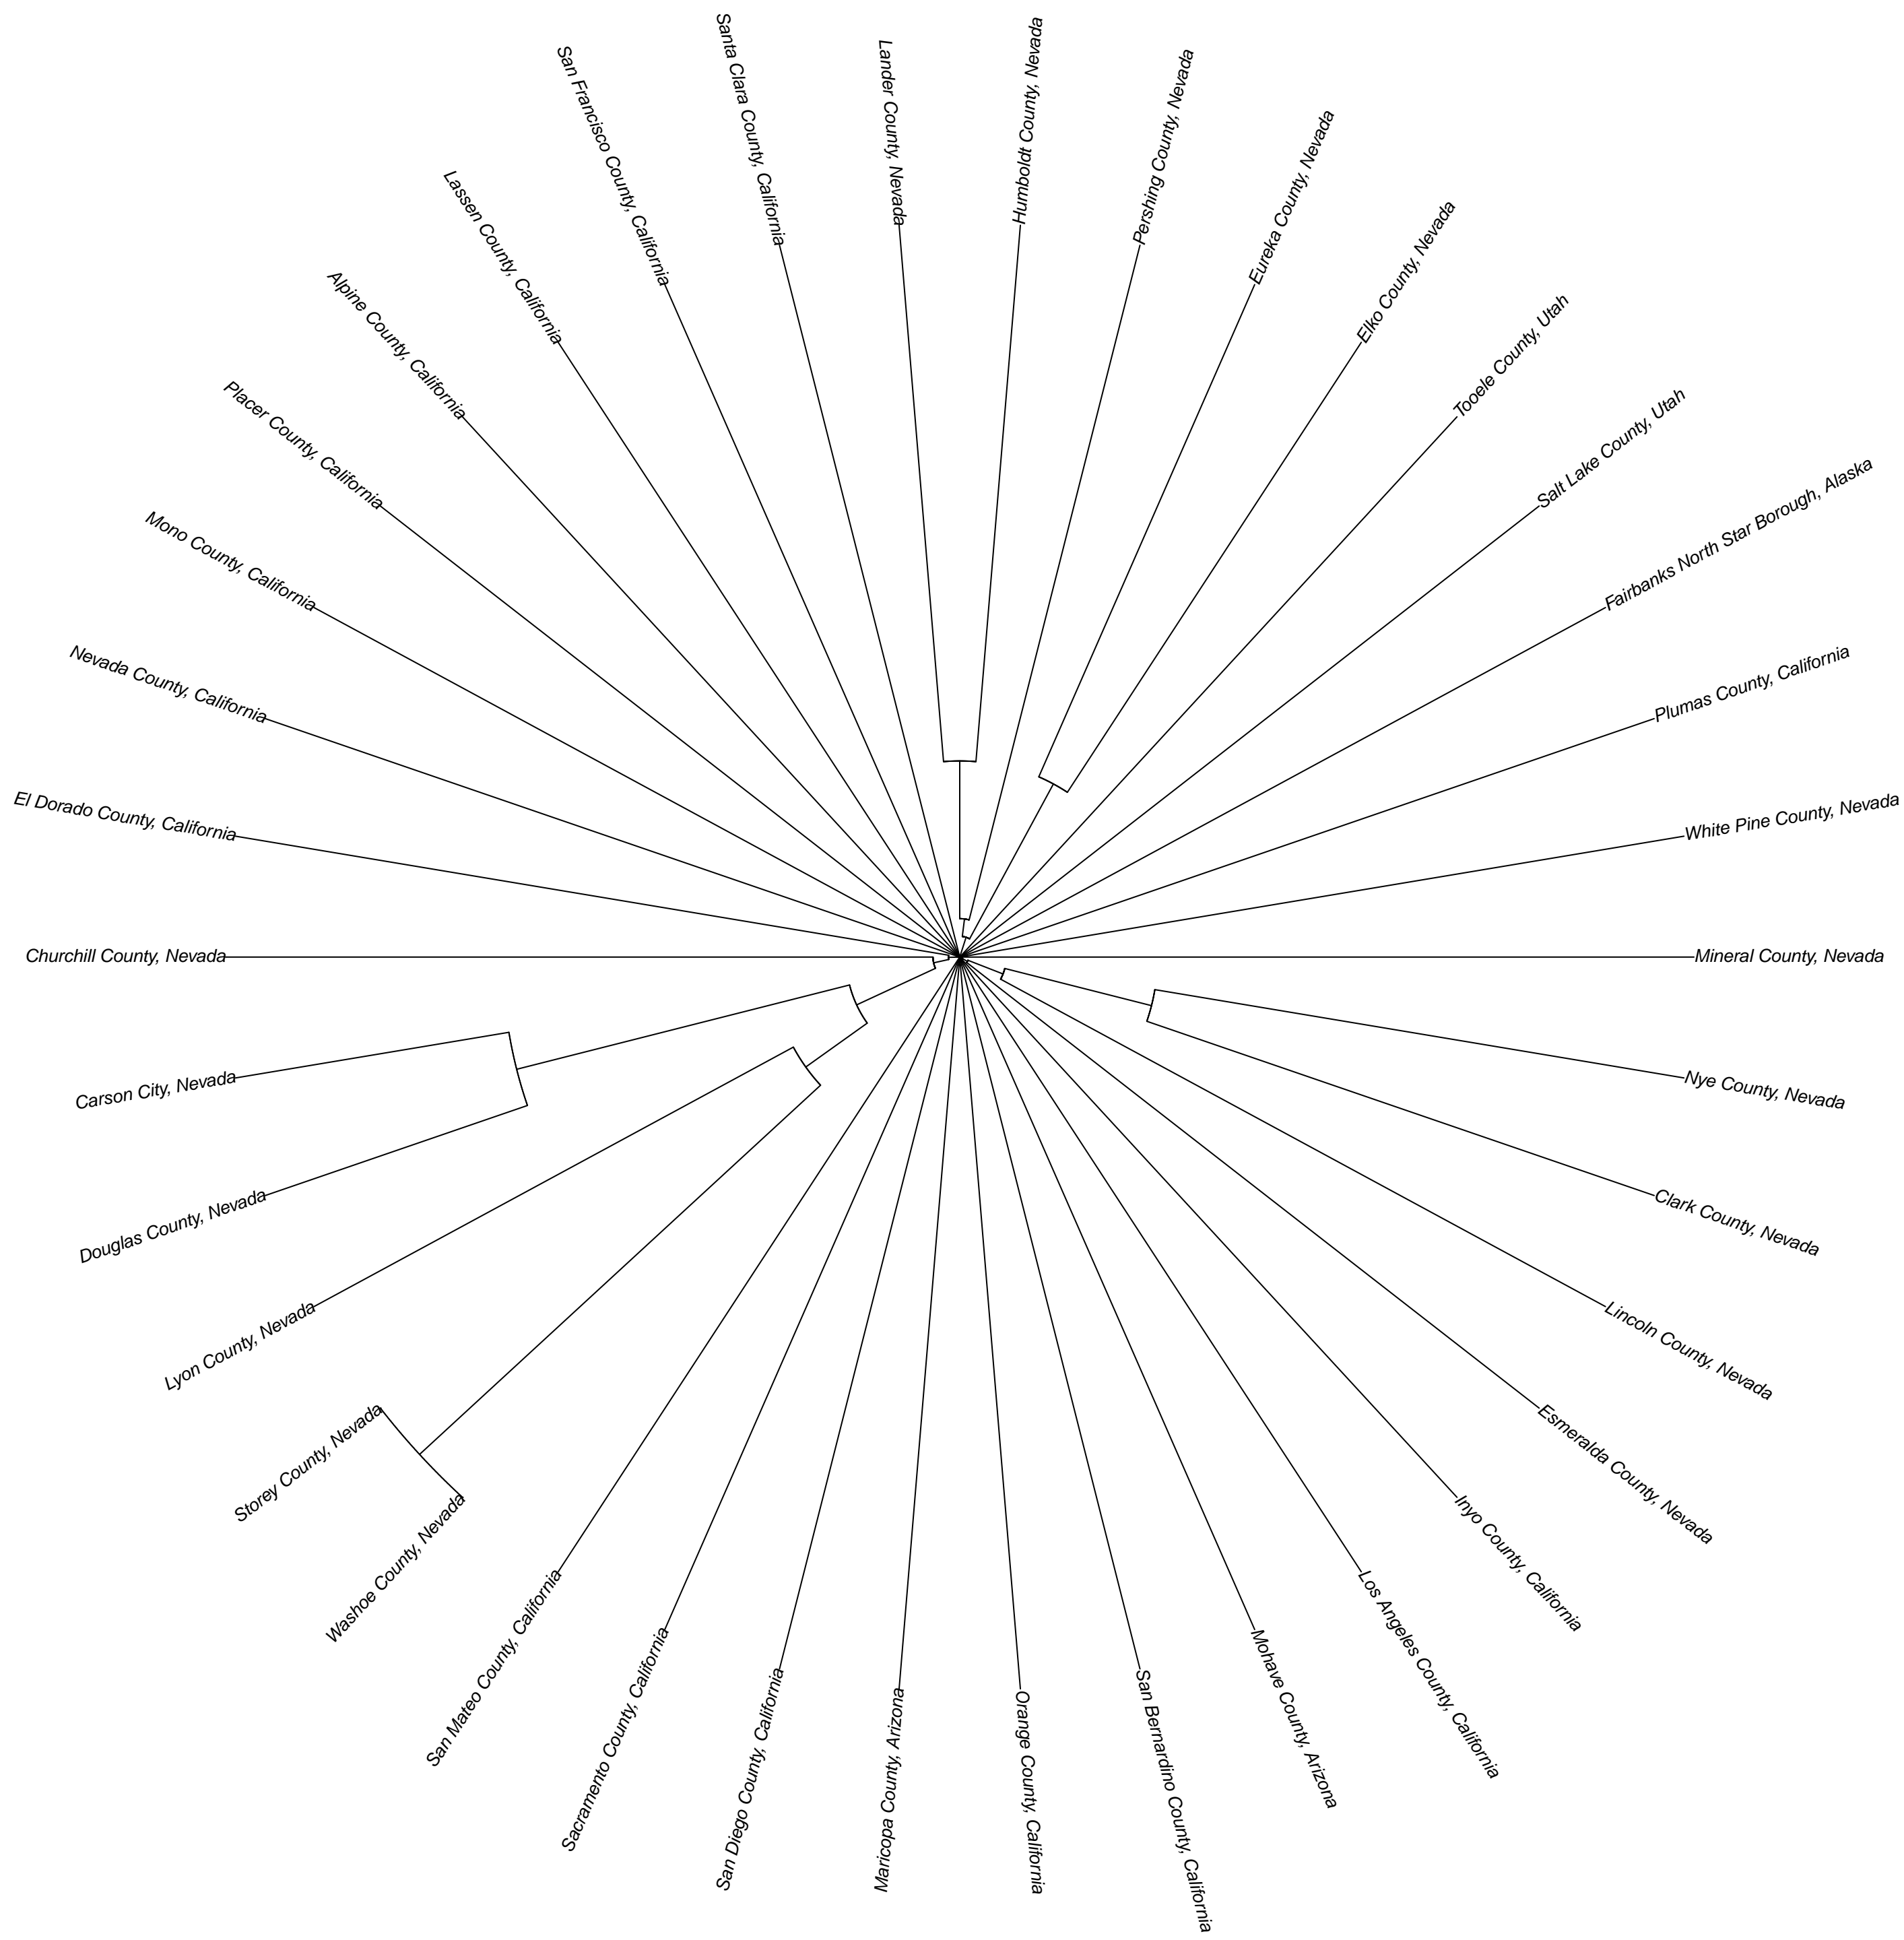 Santa Clara County, California
Lander County, Nevada
Humboldt County, Nevada
Pershing County, Nevada
Eureka County, Nevada
Elko County, Nevada
Tooele County, Utah
Salt Lake County, Utah
Fairbanks North Star Borough, Alaska
Plumas County, California
White Pine County, Nevada
Mineral County, Nevada
Nye County, Nevada
Clark County, Nevada
Lincoln County, Nevada
Esmeralda County, Nevada
Inyo County, California
Los Angeles County, California
Mohave County, Arizona
San Bernardino County, California
Orange County, California
Maricopa County, Arizona
San Diego County, California
Sacramento County, California
San Mateo County, California
Washoe County, Nevada
Storey County, Nevada
Lyon County, Nevada
Douglas County, Nevada
Carson City, Nevada
Churchill County, Nevada
El Dorado County, California
Nevada County, California
Mono County, California
Placer County, California
Alpine County, California
Lassen County, California
San Francisco County, California